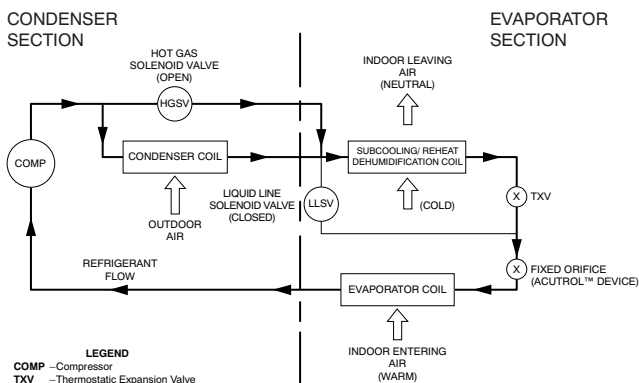 CONDENSER
SECTION
EVAPORATOR
SECTION
HOT GAS
SOLENOID VALVE
(OPEN)
INDOOR LEAVING
AIR
(NEUTRAL)
HGSV
COMP
CONDENSER COIL
SUBCOOLING/ REHEAT
DEHUMIDIFICATION COIL
LIQUID LINE
SOLENOID VALVE
(CLOSED)
LLSV
(COLD)
X
TXV
OUTDOOR
AIR
REFRIGERANT
FLOW
EVAPORATOR COIL
X
FIXED ORIFICE
(ACUTROL™ DEVICE)
INDOOR ENTERING
AIR
(WARM)
LEGEND
COMP –Compressor
TXV –Thermostatic Expansion Valve